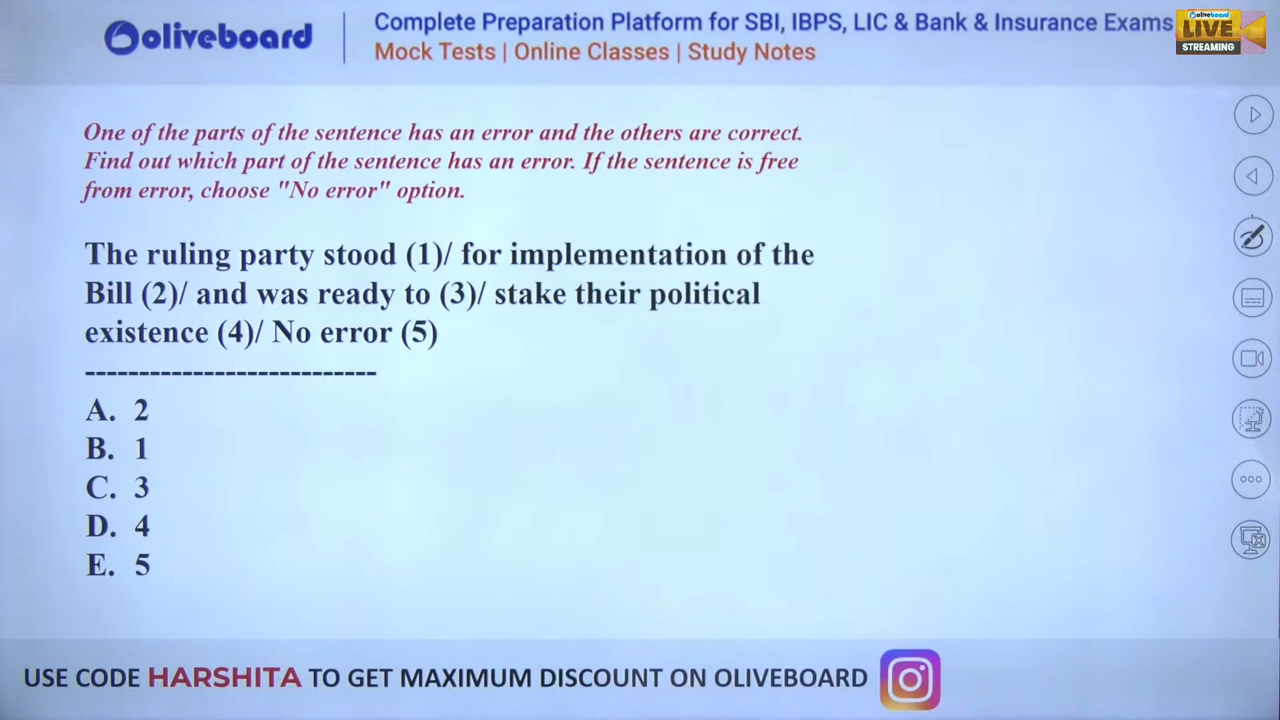 oliveboard
Complete Preparation Platform for SBI, IBPS, LIC & Bank & Insurance Exams
Mock Tests | Online Classes | Study Notes
oliveboard
LIVE
STREAMING
One of the parts of the sentence has an error and the others are correct.
Find out which part of the sentence has an error. If the sentence is free
from error, choose "No error" option.
The ruling party stood (1)/ for implementation of the
Bill (2)/ and was ready to (3)/ stake their political
existence (4)/ No error (5)
---------------------------
A. 2
B. 1
C. 3
D. 4
E. 5
USE CODE HARSHITA TO GET MAXIMUM DISCOUNT ON OLIVEBOARD